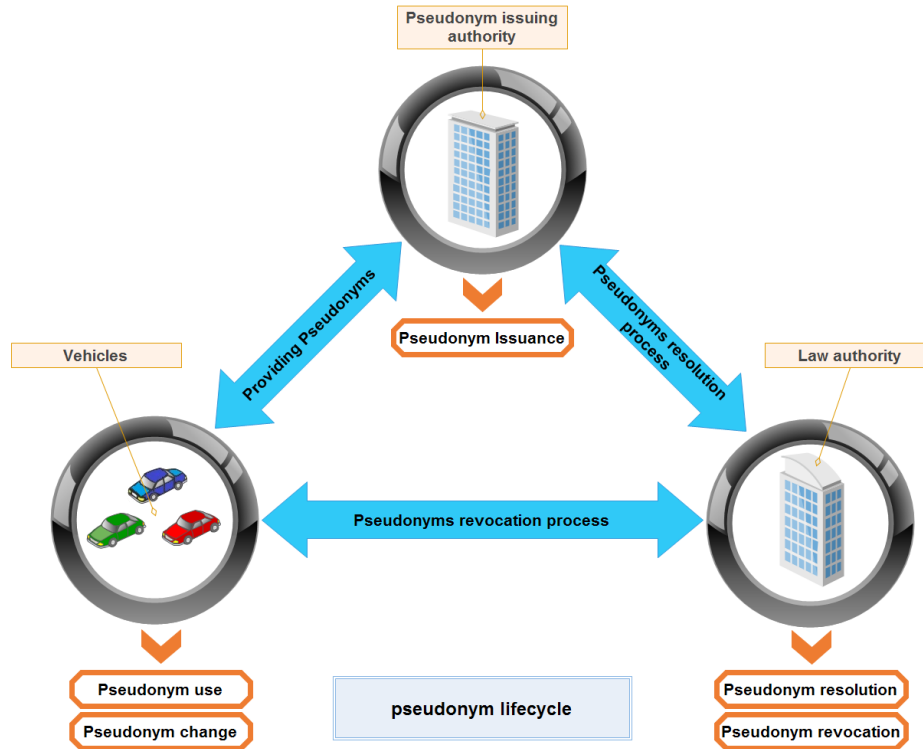 Pseudonym issuing
authority
Providing Pseudonyms
Pseudonyms resolution
process
Pseudonym Issuance
Vehicles
Law authority
Pseudonyms revocation process
Pseudonym use
Pseudonym change
pseudonym lifecycle
Pseudonym resolution
Pseudonym revocation